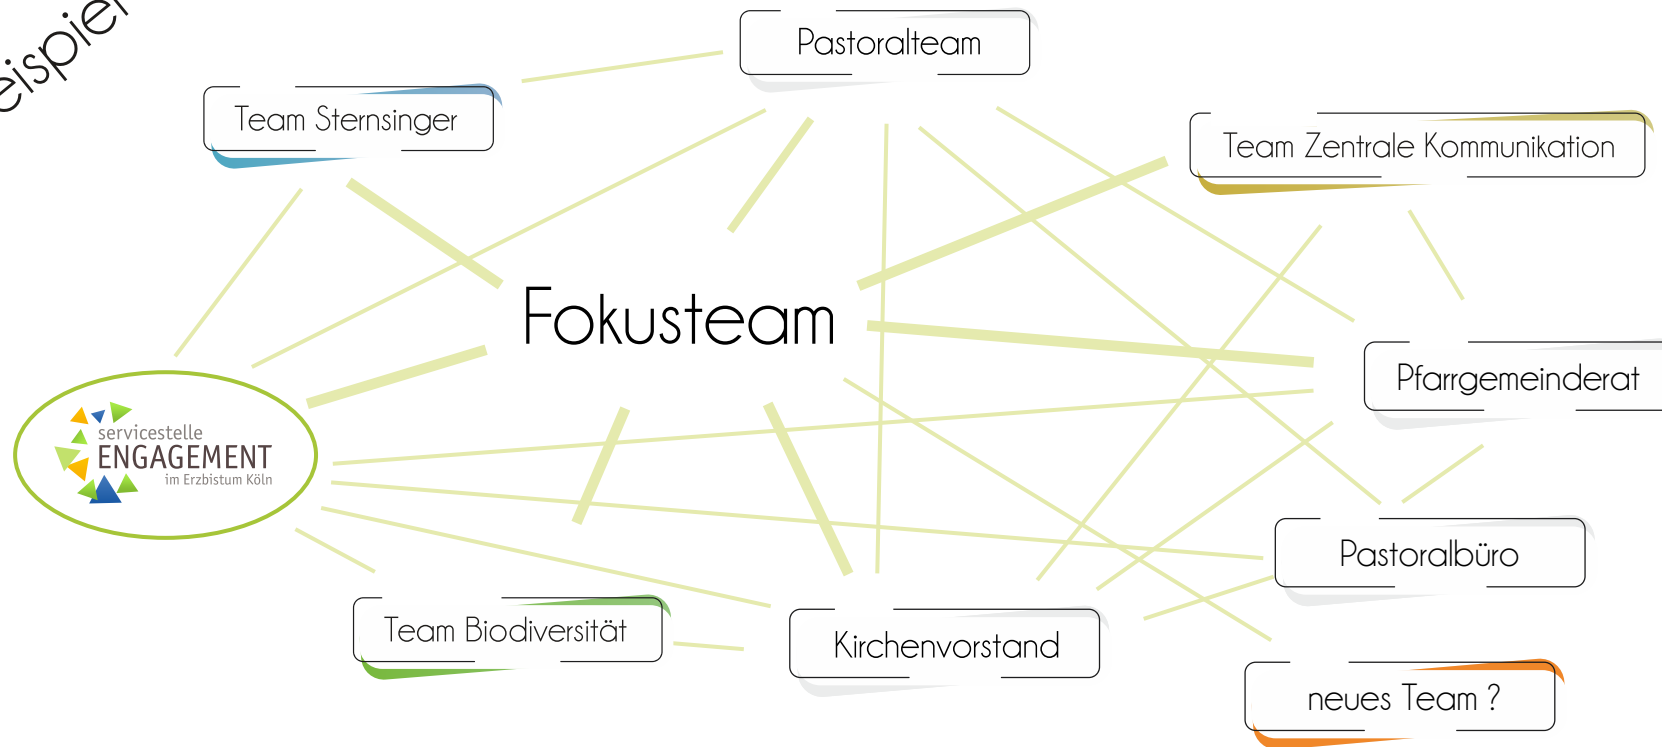 Pastoralteam
Team Sternsinger
Team Zentrale Kommunikation
Fokusteam
Pfarrgemeinderat
servicestelle
ENGAGEMENT
im Erzbistum Köln
Pastoralbüro
Team Biodiversität
Kirchenvorstand
neues Team ?